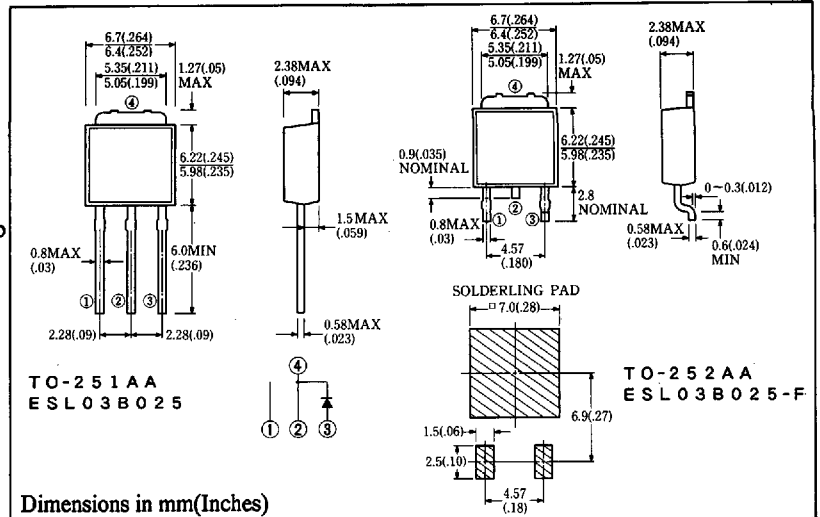 6.7(.264)
6.4(.252)
5.35(.211)
5.05(.199)
1.27(.05)
MAX
④
6.22(.245)
5.98(.235)
0.8MAX
(.03)
6.0MIN
(.236)
①
②
③
2.28(.09)
2.28(.09)
2.38MAX
(.094)
1.5MAX
(.059)
0.58MAX
(.023)
TO-251AA
ESL03B025
④
①
②
③
6.7(.264)
6.4(.252)
5.35(.211)
5.05(.199)
1.27(.05)
MAX
④
6.22(.245)
5.98(.235)
0.9(.035)
NOMINAL
2.8
NOMINAL
②
①
③
0.8MAX
(.03)
4.57
(.180)
2.38MAX
(.094)
0~0.3(.012)
0.58MAX
(.023)
0.6(.024)
MIN
SOLDERLING PAD
□7.0(.28)
6.9(.27)
1.5(.06)
2.5(.10)
4.57
(.18)
TO-252AA
ESL03B025-F
Dimensions in mm(Inches)